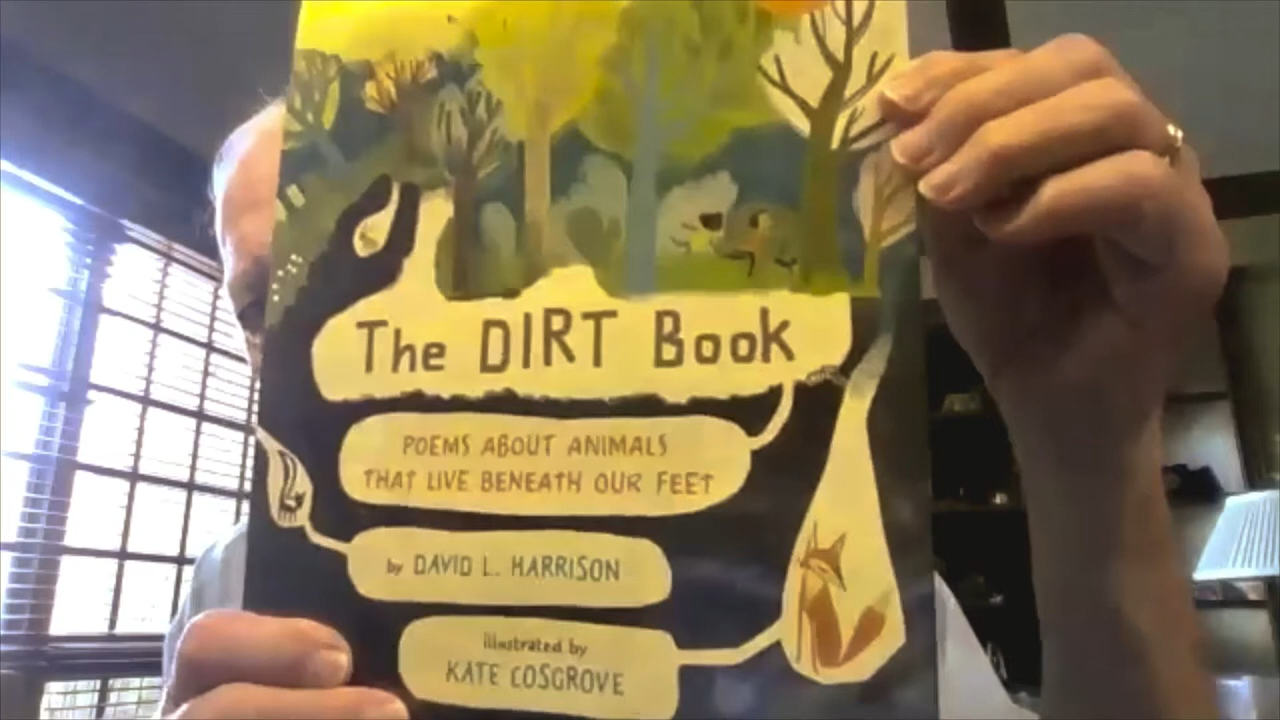 The DIRT Book
POEMS ABOUT ANIMALS
THAT LIVE BENEATH OUR FEET
by DAVID L. HARRISON
illustrated by
KATE COSGROVE